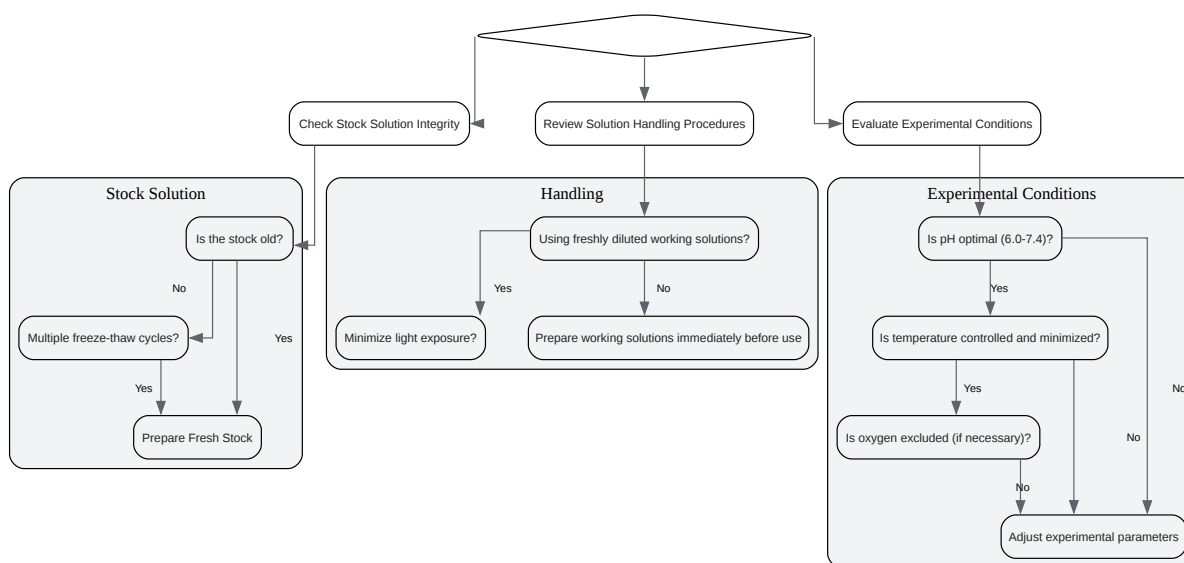 Check Stock Solution Integrity
Review Solution Handling Procedures
Evaluate Experimental Conditions
Stock Solution
Is the stock old?
No
Yes
Multiple freeze-thaw cycles?
Yes
Prepare Fresh Stock
Handling
Using freshly diluted working solutions?
Yes
No
Minimize light exposure?
Prepare working solutions immediately before use
Experimental Conditions
Is pH optimal (6.0-7.4)?
Yes
Is temperature controlled and minimized?
Yes
No
No
Is oxygen excluded (if necessary)?
No
Adjust experimental parameters